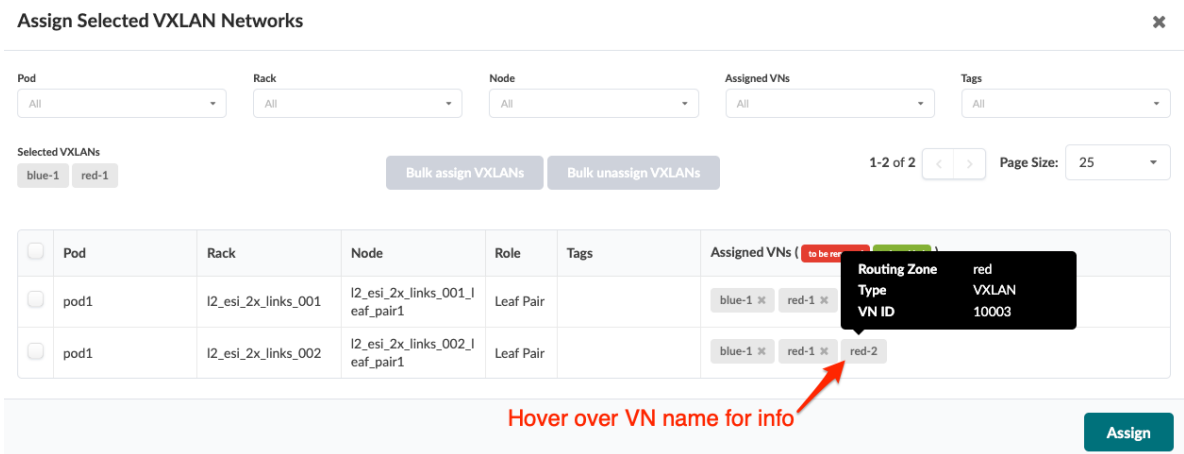 Assign Selected VXLAN Networks
Pod Rack Node Assigned VNs Tags
All All All All All
Selected VXLANs
blue-1 red-1
Bulk assign VXLANs Bulk unassign VXLANs
1-2 of 2 Page Size: 25
Pod Rack Node Role Tags Assigned VNs ( to be )
pod1 l2_esi_2x_links_001 l2_esi_2x_links_001_l Leaf Pair blue-1 red-1
eaf_pair1
Routing Zone red
Type VXLAN
VN ID 10003
pod1 l2_esi_2x_links_002 l2_esi_2x_links_002_l Leaf Pair blue-1 red-1 red-2
eaf_pair1
Hover over VN name for info
Assign